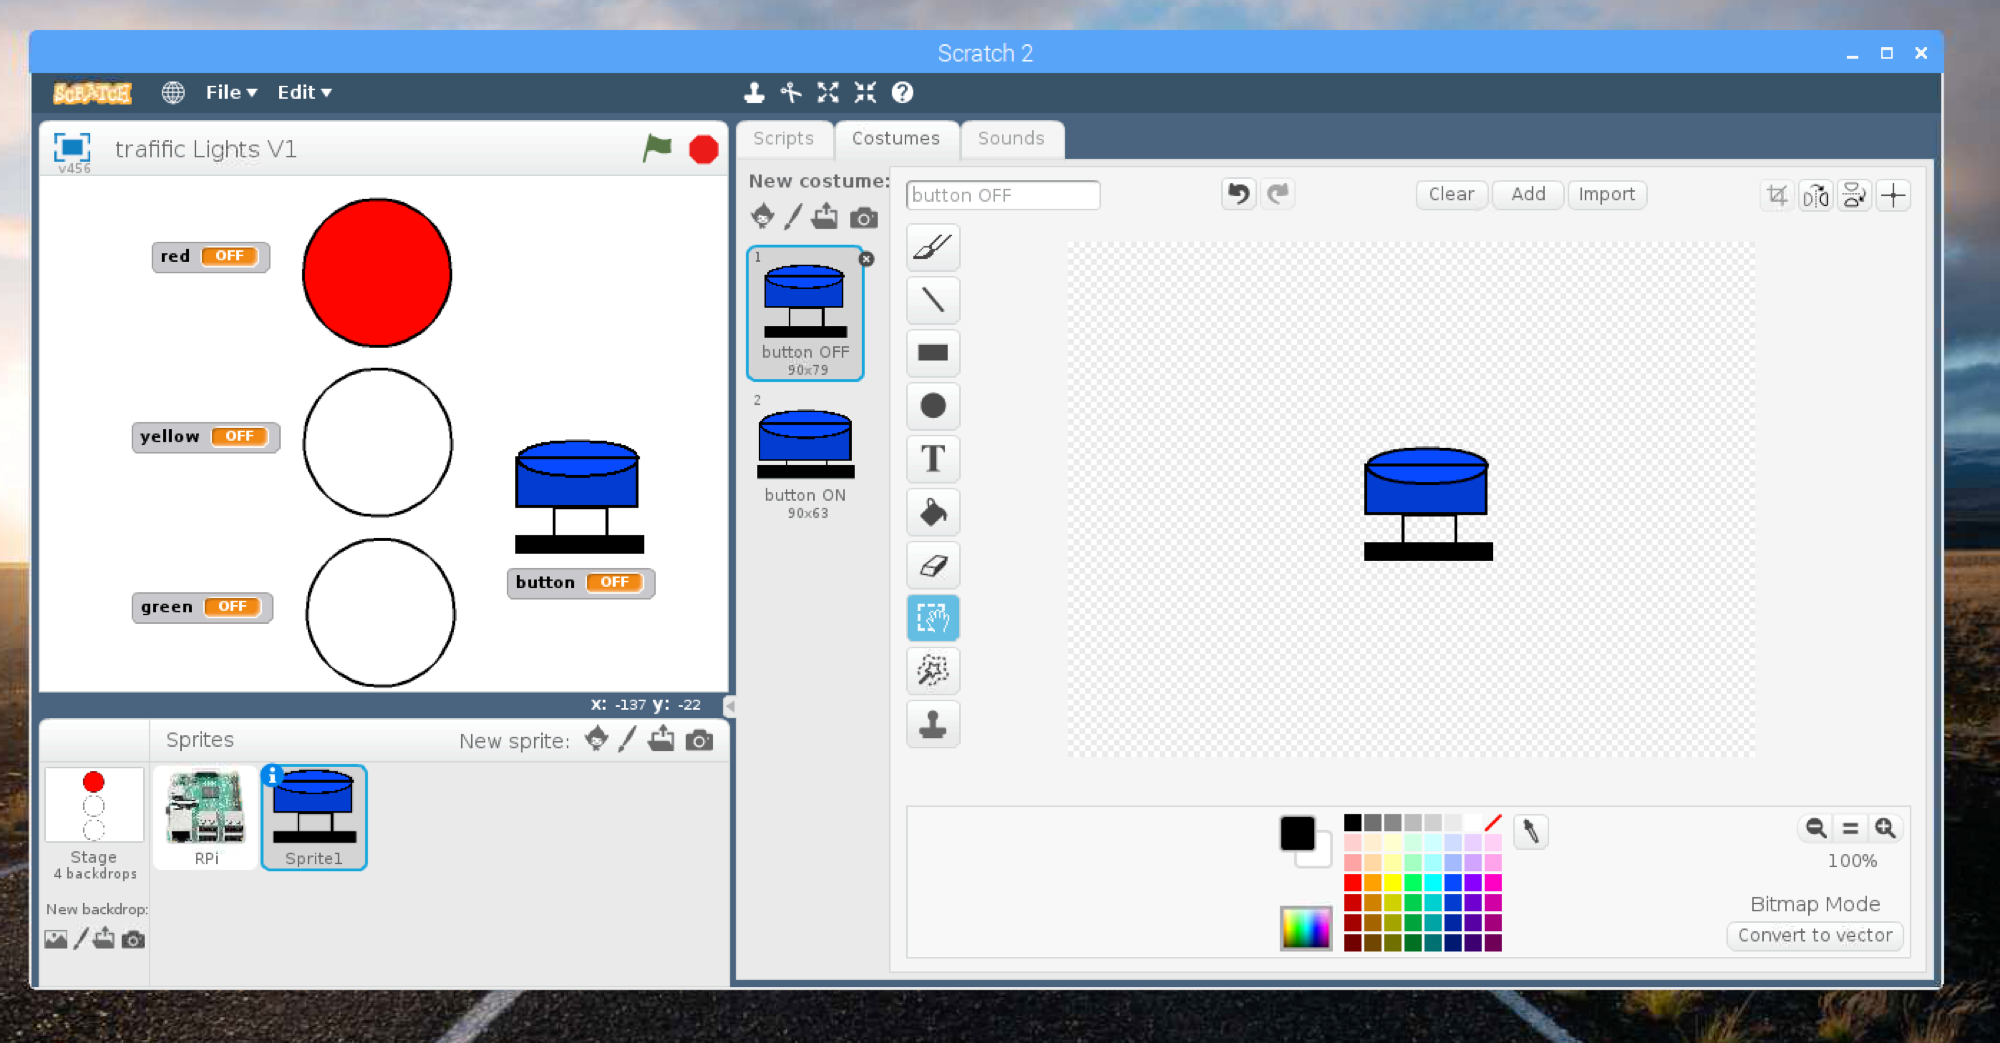 Scratch 2
SCRATCH
File
Edit
trafific Lights V1
v456
red OFF
yellow OFF
green OFF
button OFF
x: -137 y: -22
Sprites
New sprite:
RPi
Sprite1
Stage
4 backdrops
New backdrop:
Scripts
Costumes
Sounds
New costume:
1
button OFF
90x79
2
button ON
90x63
button OFF
Clear
Add
Import
T
100%
Bitmap Mode
Convert to vector